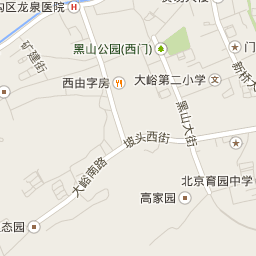 沟区龙泉医院
矿建街
黑山公园(西门)
门
西由字房
大峪第二小学
新桥大
黑山大街
坡头西街
大峪南路
北京育园中学
高家园
态园